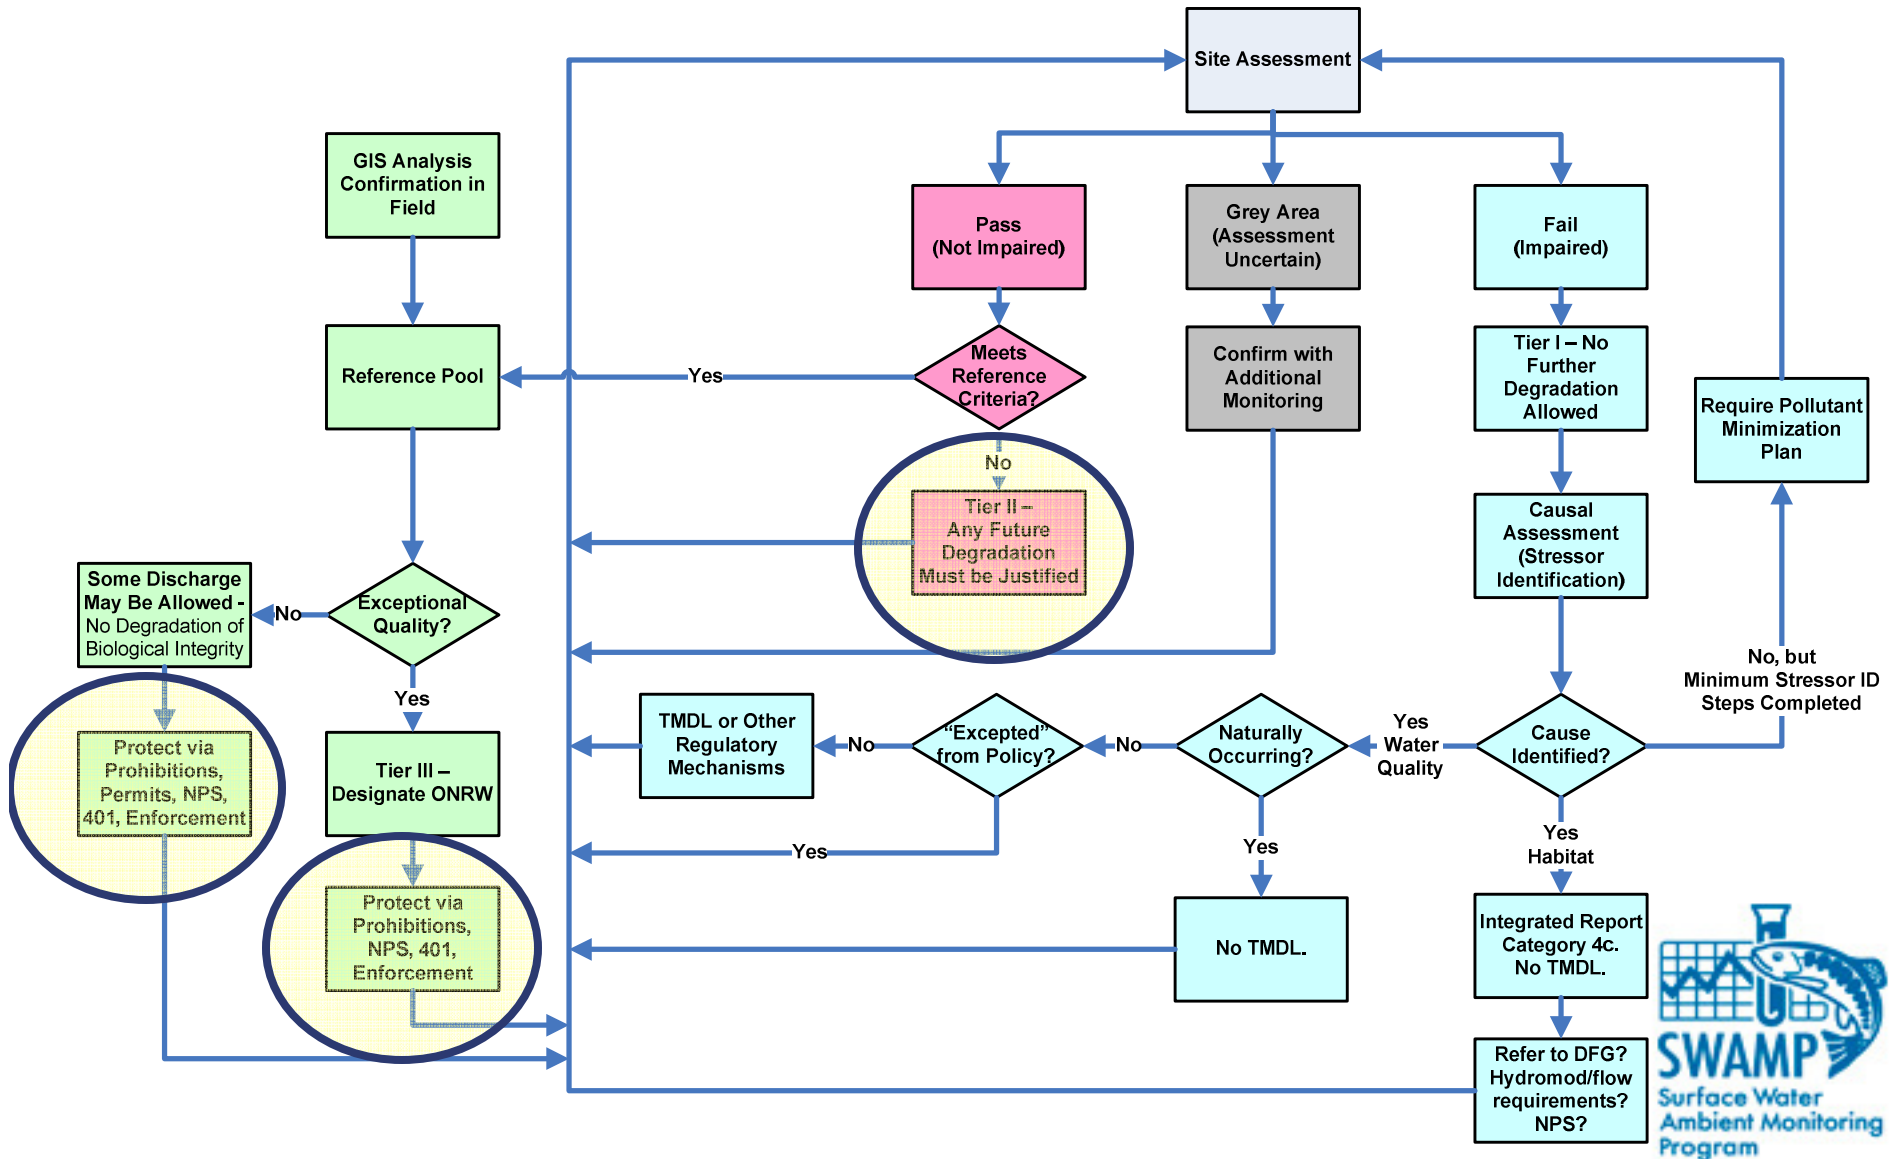 Site Assessment
GIS Analysis
Confirmation in
Field
Pass
(Not Impaired)
Grey Area
(Assessment
Uncertain)
Fail
(Impaired)
Reference Pool
Yes
Meets
Reference
Criteria?
Confirm with
Additional
Monitoring
Tier I – No
Further
Degradation
Allowed
Require Pollutant
Minimization
Plan
No
Tier II –
Any Future
Degradation
Must be Justified
Causal
Assessment
(Stressor
Identification)
Some Discharge
May Be Allowed -
No Degradation of
Biological Integrity
No
Exceptional
Quality?
Yes
No, but
Minimum Stressor ID
Steps Completed
Protect via
Prohibitions,
Permits, NPS,
401, Enforcement
Tier III –
Designate ONRW
TMDL or Other
Regulatory
Mechanisms
No
“Excepted”
from Policy?
No
Naturally
Occurring?
Yes
Water
Quality
Cause
Identified?
Yes
Yes
Yes
Habitat
Protect via
Prohibitions,
NPS, 401,
Enforcement
No TMDL.
Integrated Report
Category 4c.
No TMDL.
Refer to DFG?
Hydromod/flow
requirements?
NPS?
SWAMP
Surface Water
Ambient Monitoring
Program